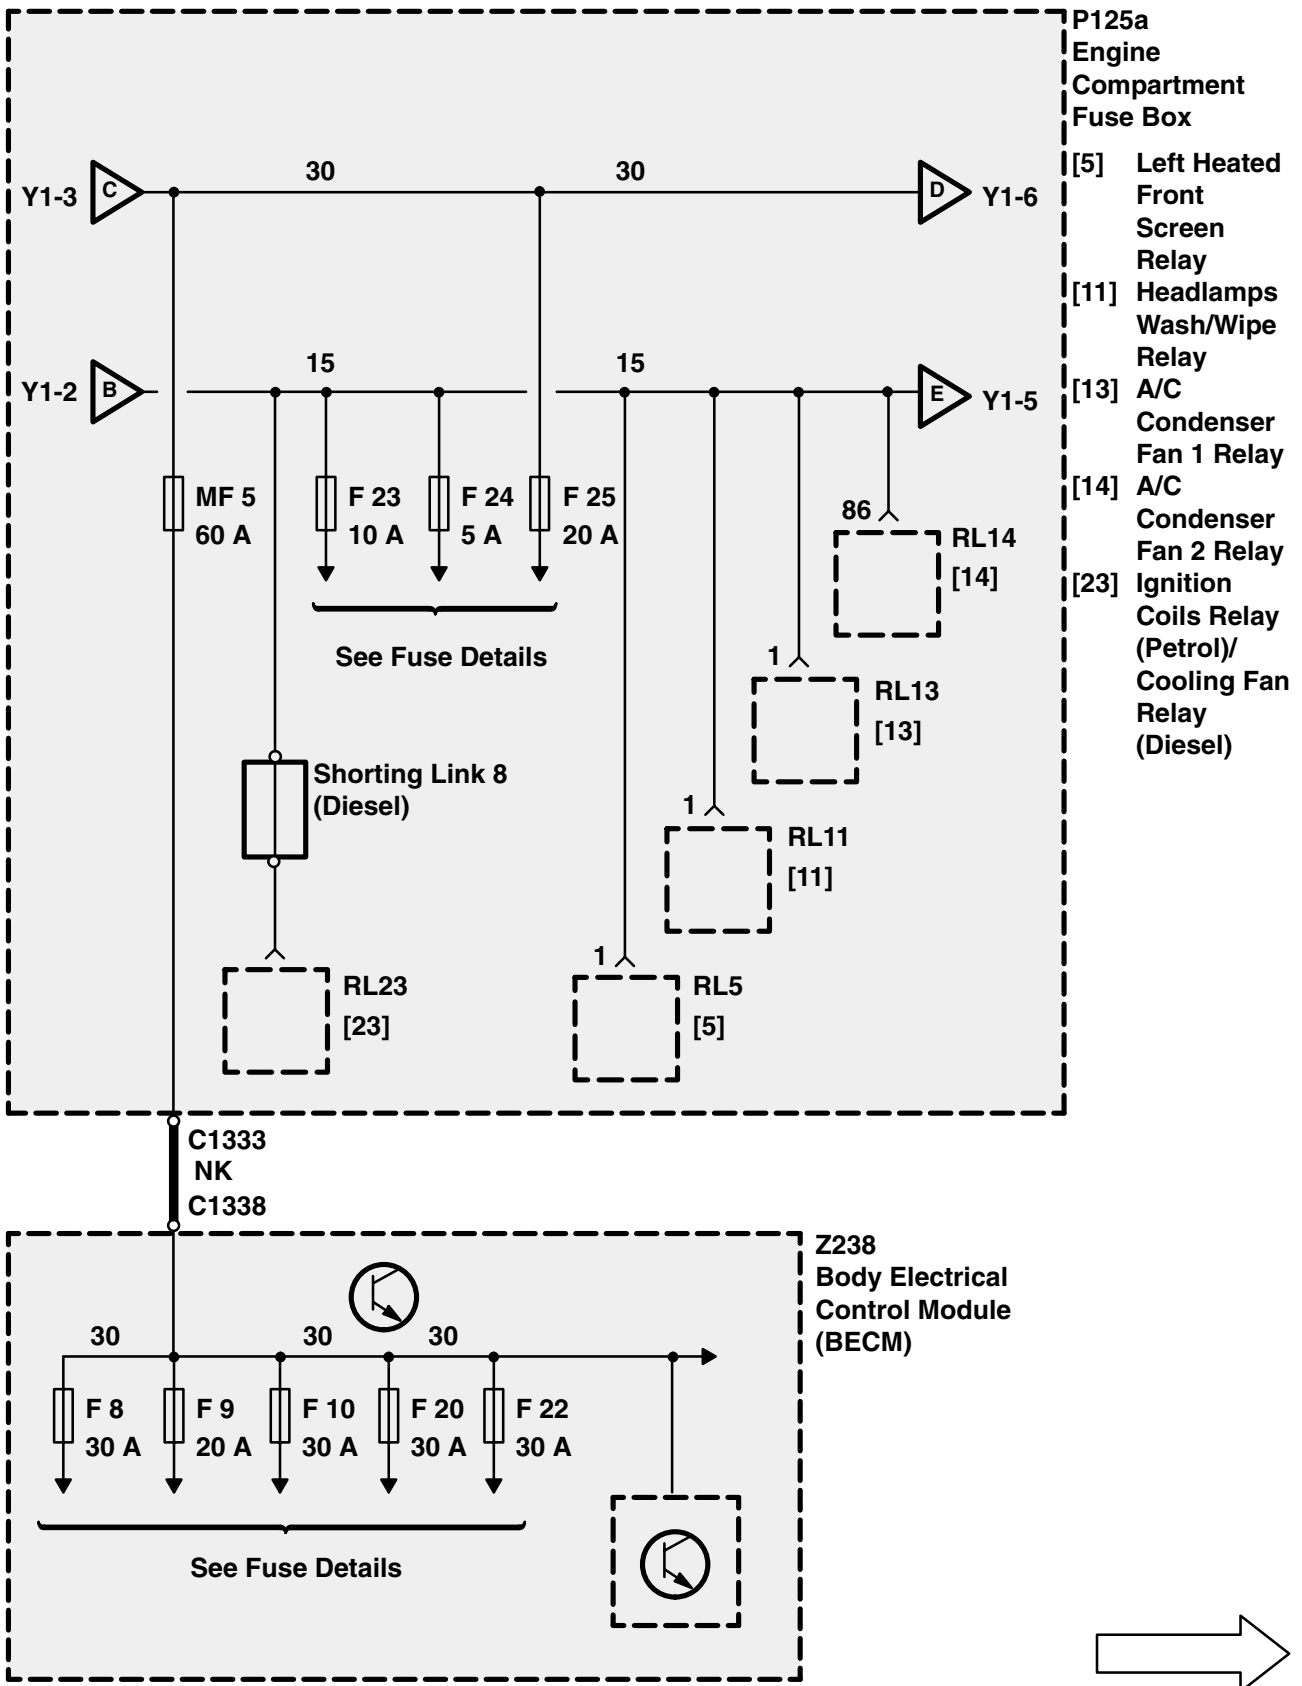 P125a
Engine
Compartment
Fuse Box
[5] Left Heated
Front
Screen
Relay
[11] Headlamps
Wash/Wipe
Relay
[13] A/C
Condenser
Fan 1 Relay
[14] A/C
Condenser
Fan 2 Relay
[23] Ignition
Coils Relay
(Petrol)/
Cooling Fan
Relay
(Diesel)
Y1-3 C 30 30 D Y1-6
Y1-2 B 15 15 E Y1-5
MF 5
60 A
F 23
10 A
F 24
5 A
F 25
20 A
See Fuse Details
86
RL14
[14]
1
RL13
[13]
1
RL11
[11]
1
RL5
[5]
Shorting Link 8
(Diesel)
RL23
[23]
C1333
NK
C1338
Z238
Body Electrical
Control Module
(BECM)
30 30 30
F 8
30 A
F 9
20 A
F 10
30 A
F 20
30 A
F 22
30 A
See Fuse Details